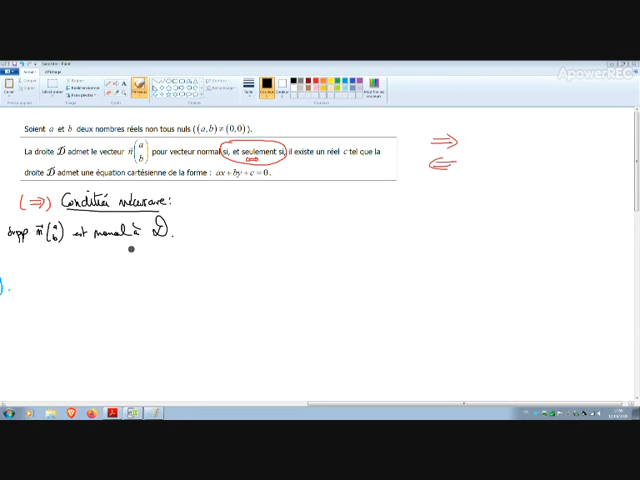 ApowerREC
Soient a et b deux nombres réels non tous nuls ((a,b) ≠ (0,0)).
La droite 𝒟 admet le vecteur n⃗ (a b) pour vecteur normal si, et seulement si, il existe un réel c tel que la
droite 𝒟 admet une équation cartésienne de la forme : ax + by + c = 0.
⇒
⇐
(⇒) Condition nécessaire :
Supp n⃗ (a b) est normal à 𝒟.